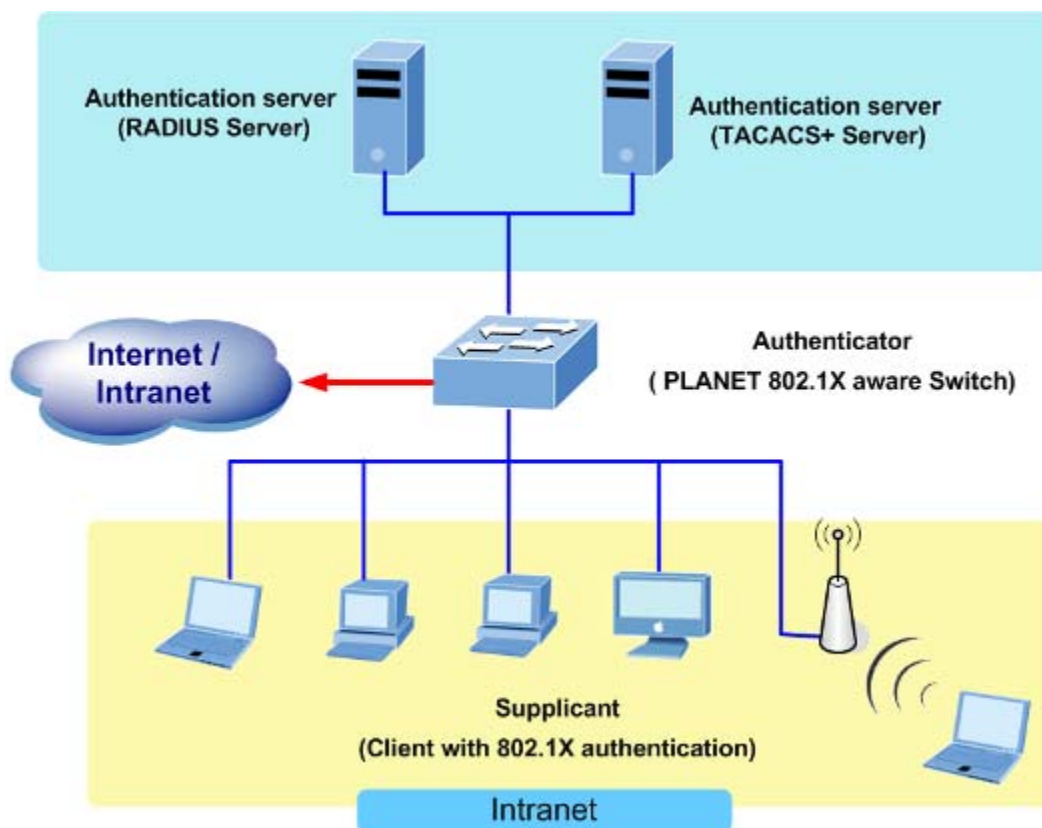 Authentication server
(RADIUS Server)
Authentication server
(TACACS+ Server)
Internet /
Intranet
Authenticator
( PLANET 802.1X aware Switch)
Supplicant
(Client with 802.1X authentication)
Intranet